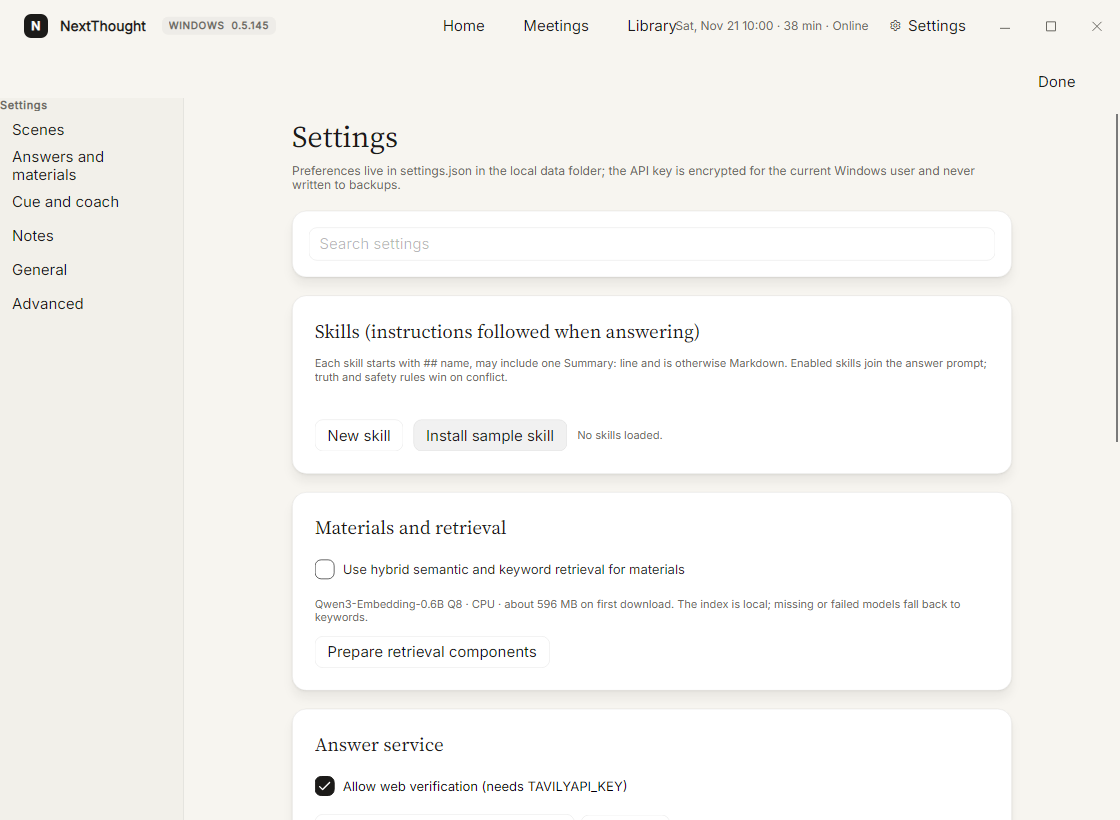 N NextThought WINDOWS 0.5.145 Home Meetings Library Sat, Nov 21 10:00 · 38 min · Online Settings
Done
Settings
Scenes
Answers and
materials
Cue and coach
Notes
General
Advanced
Settings
Preferences live in settings.json in the local data folder; the API key is encrypted for the current Windows user and never
written to backups.
Search settings
Skills (instructions followed when answering)
Each skill starts with ## name, may include one Summary: line and is otherwise Markdown. Enabled skills join the answer prompt;
truth and safety rules win on conflict.
New skill Install sample skill No skills loaded.
Materials and retrieval
Use hybrid semantic and keyword retrieval for materials
Qwen3-Embedding-0.6B Q8 · CPU · about 596 MB on first download. The index is local; missing or failed models fall back to
keywords.
Prepare retrieval components
Answer service
Allow web verification (needs TAVILYAPI_KEY)